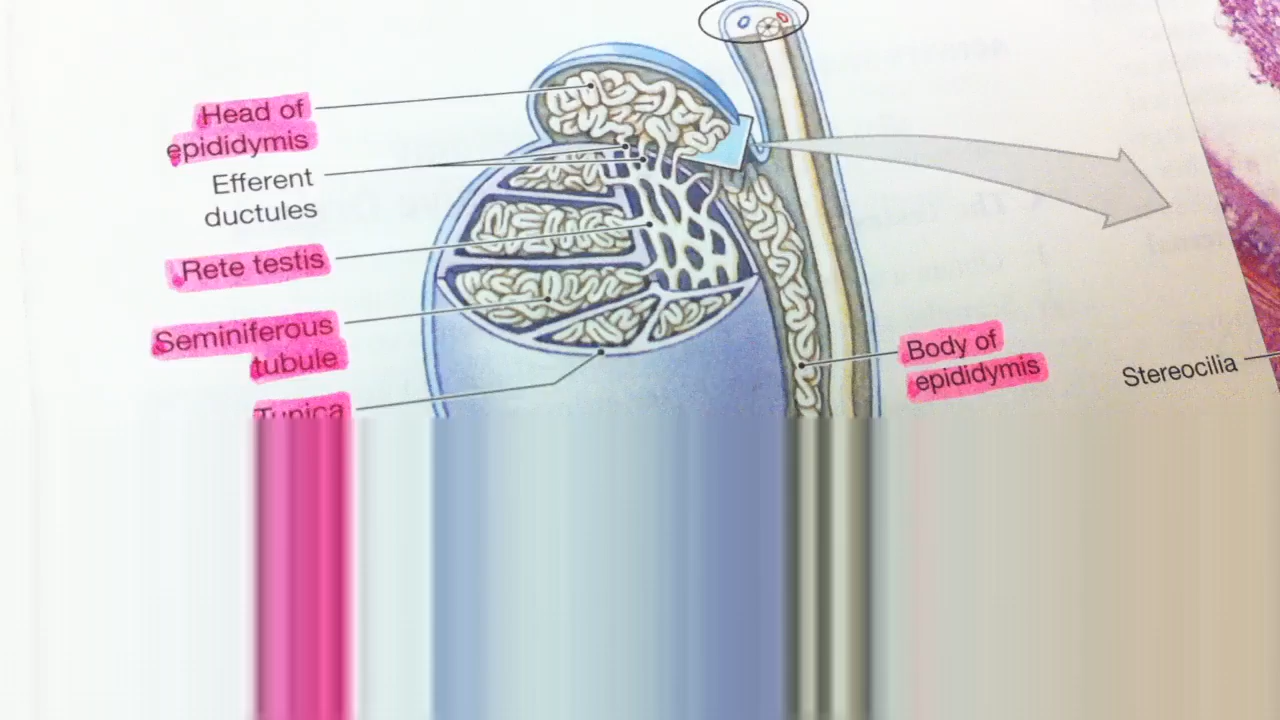 Head of
epididymis
Efferent
ductules
Rete testis
Seminiferous
tubule
Tunica
Body of
epididymis
Stereocilia